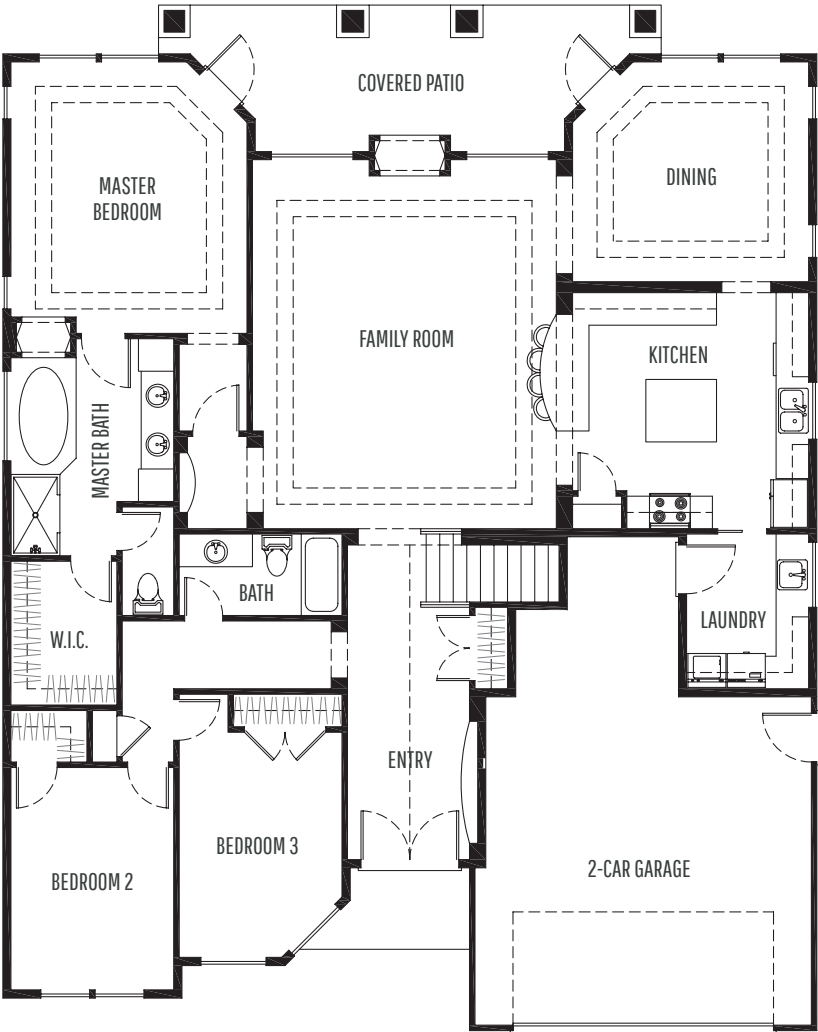 COVERED PATIO
MASTER
BEDROOM
DINING
FAMILY ROOM
KITCHEN
MASTER BATH
BATH
W.I.C.
LAUNDRY
ENTRY
BEDROOM 3
BEDROOM 2
2-CAR GARAGE